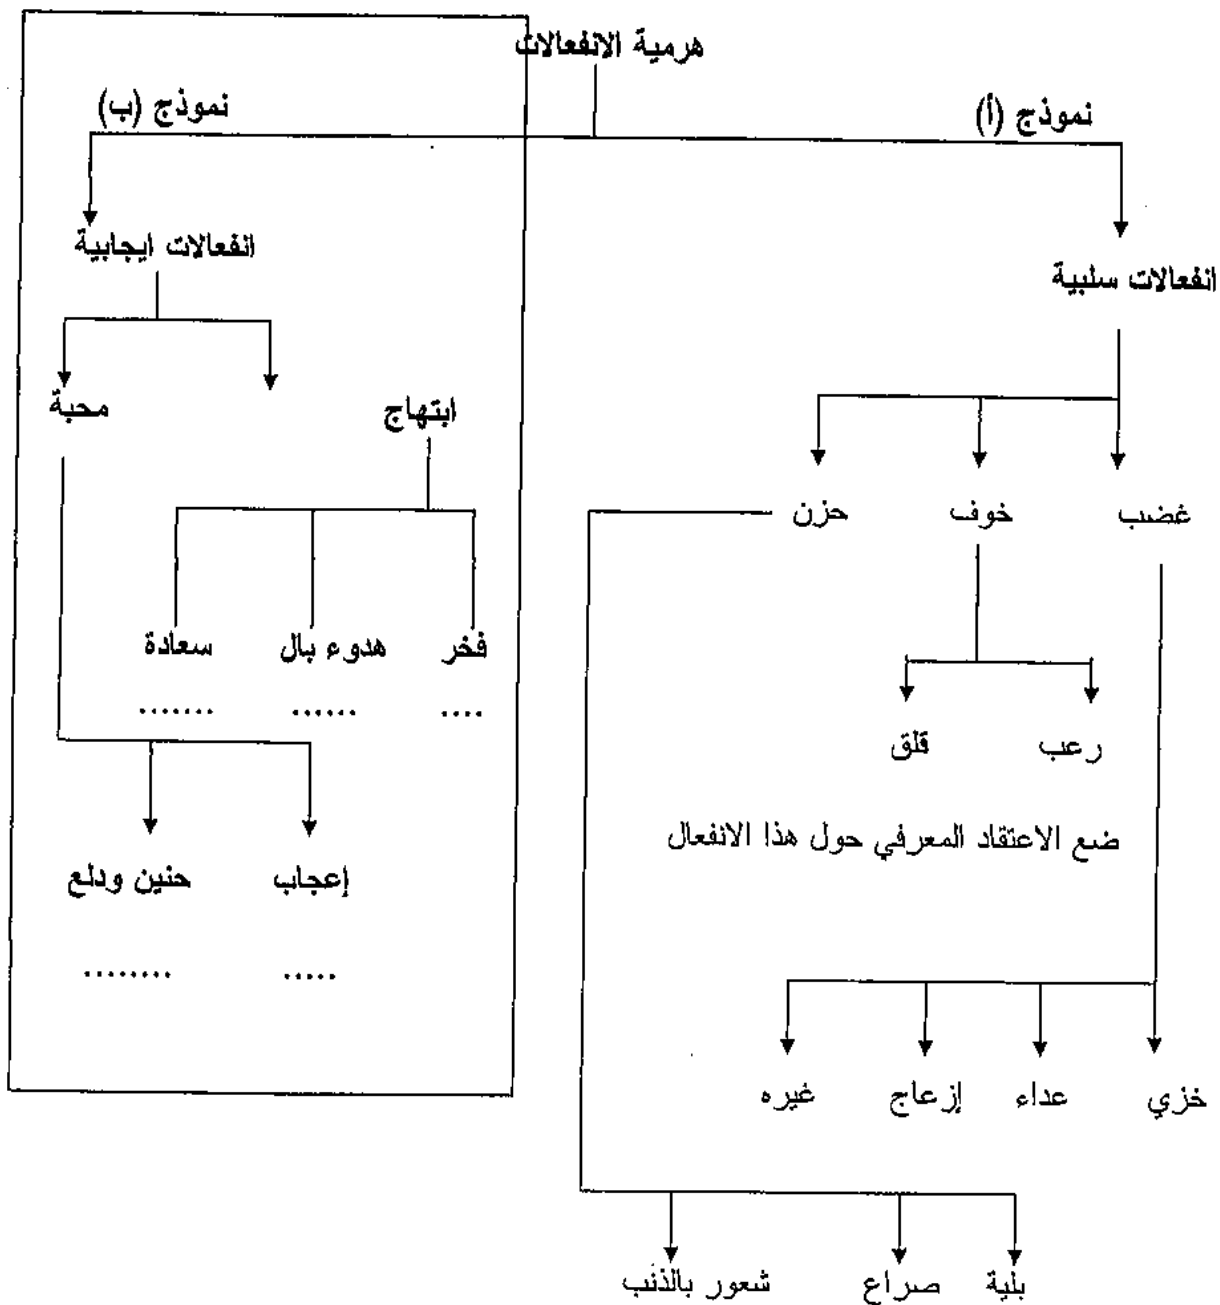 هرمية الانفعالات
نموذج (أ)
نموذج (ب)
انفعالات سلبية
انفعالات ايجابية
غضب خوف حزن
ابتهاج
محبة
فخر هدوء بال سعادة
.... ...... .......
رعب قلق
ضع الاعتقاد المعرفي حول هذا الانفعال
إعجاب حنين ودلع
..... ........
خزي عداء إزعاج غيره
بلية صراع شعور بالذنب